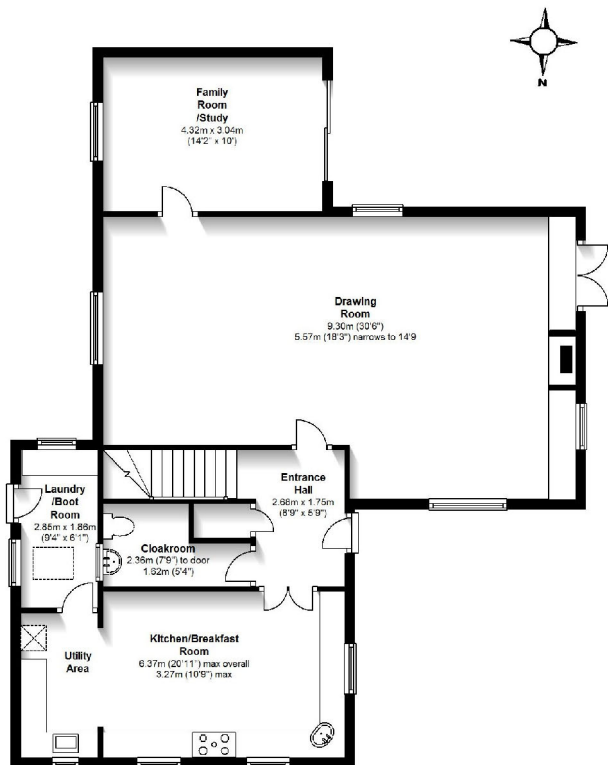 N
Family
Room
/Study
4.32m x 3.04m
(14'2" x 10')
Drawing
Room
9.30m (30'6")
5.57m (18'3") narrows to 14'9
Entrance
Hall
2.68m x 1.75m
(8'9" x 5'9")
Laundry
/Boot
Room
2.85m x 1.86m
(9'4" x 6'1")
Cloakroom
2.36m (7'9") to door
1.62m (5'4")
Kitchen/Breakfast
Room
6.37m (20'11") max overall
3.27m (10'9") max
Utility
Area